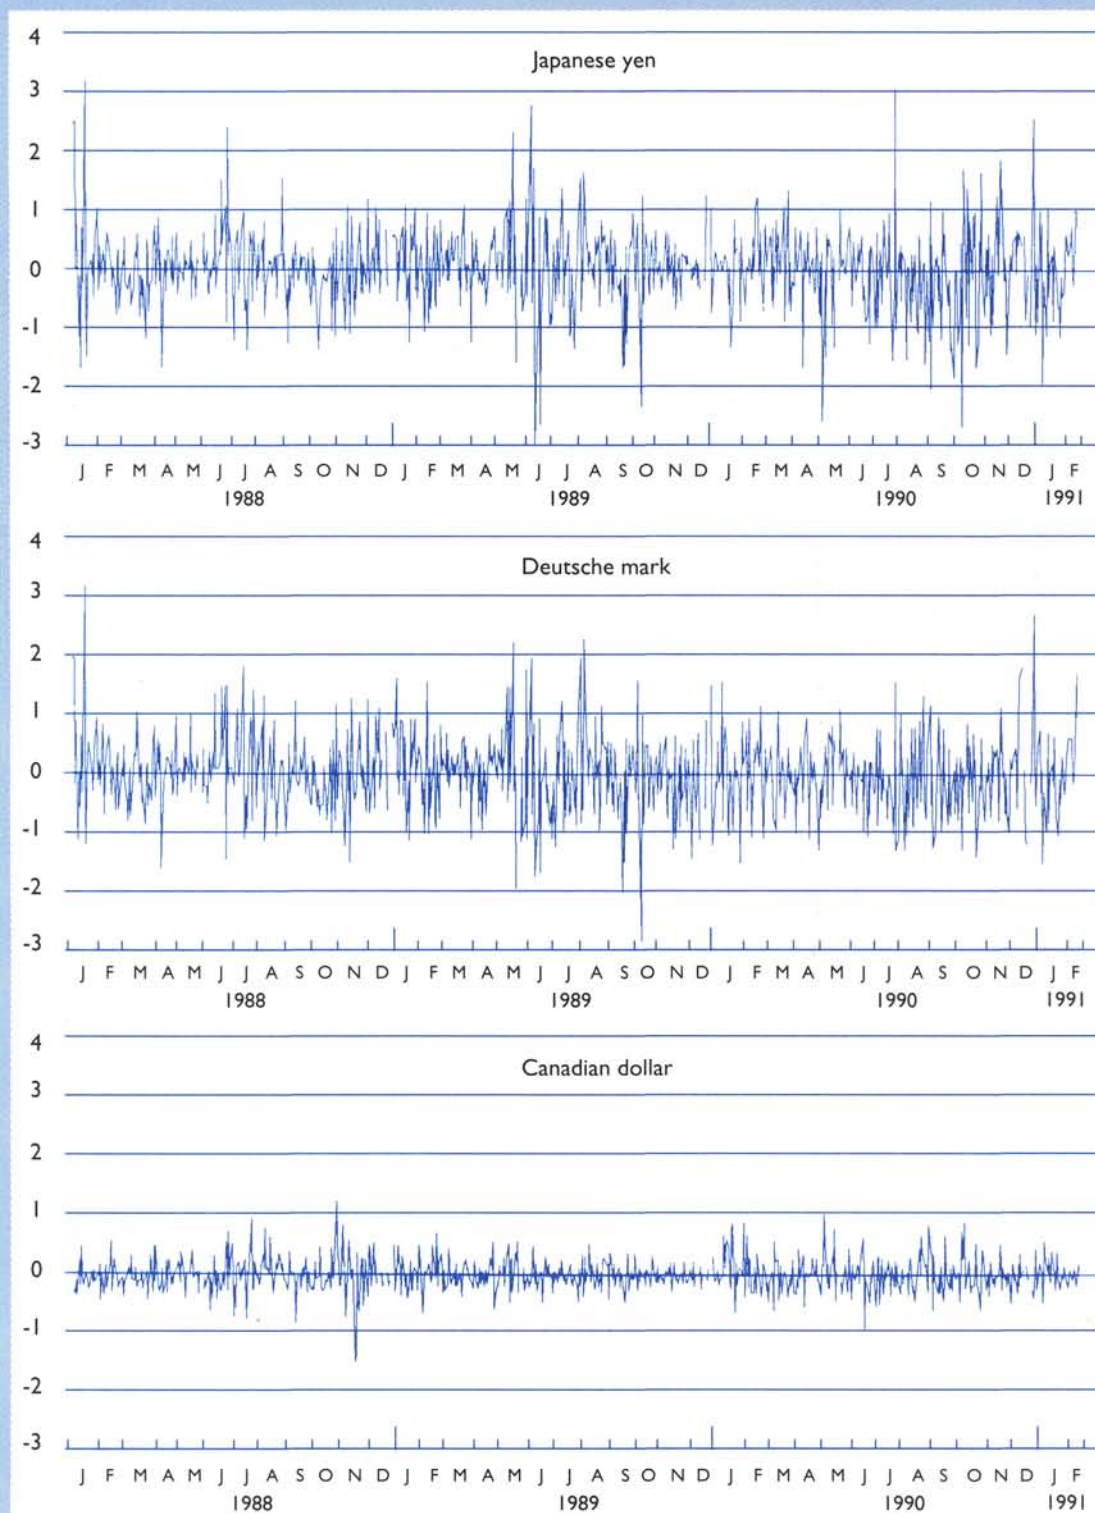 4
Japanese yen
3
2
1
0
-1
-2
-3
J F M A M J J A S O N D J F M A M J J A S O N D J F M A M J J A S O N D J F
1988 1989 1990 1991
4
Deutsche mark
3
2
1
0
-1
-2
-3
J F M A M J J A S O N D J F M A M J J A S O N D J F M A M J J A S O N D J F
1988 1989 1990 1991
4
Canadian dollar
3
2
1
0
-1
-2
-3
J F M A M J J A S O N D J F M A M J J A S O N D J F M A M J J A S O N D J F
1988 1989 1990 1991